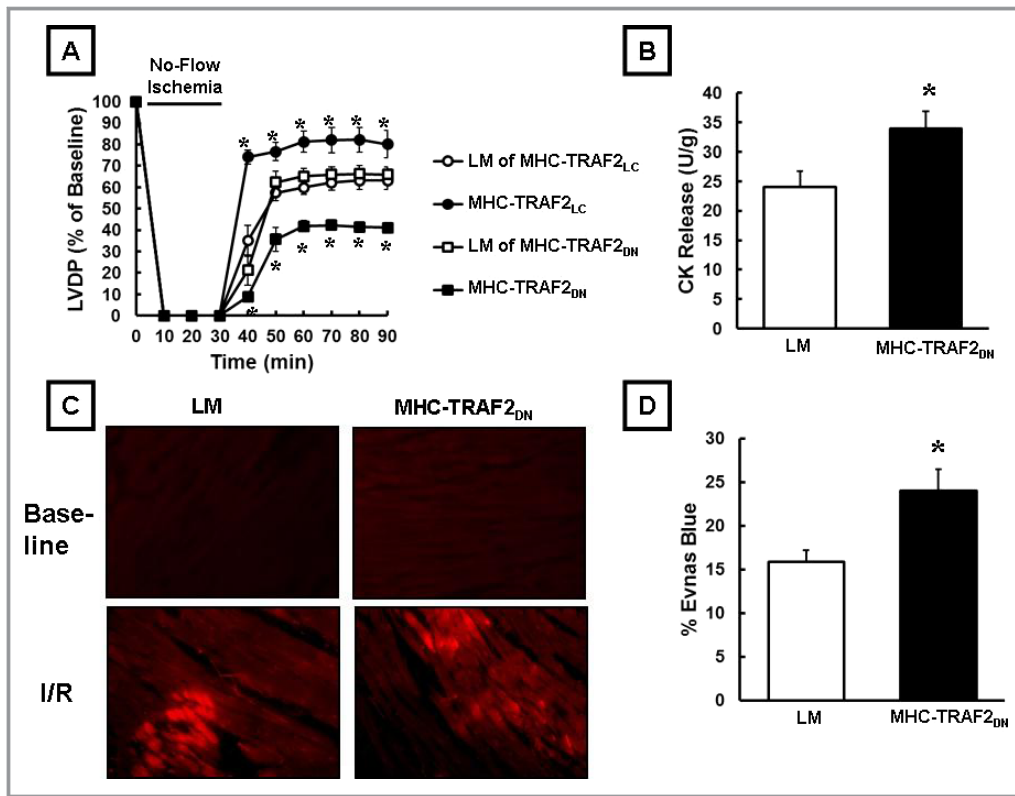 A
No-Flow
Ischemia
LVDP (% of Baseline)
100
90
80
70
60
50
40
30
20
10
0
* * * * * *
* * * * * *
0 10 20 30 40 50 60 70 80 90
Time (min)
LM of MHC-TRAF2LC
MHC-TRAF2LC
LM of MHC-TRAF2DN
MHC-TRAF2DN
B
CK Release (U/g)
40
35
30
25
20
15
10
5
0
*
LM MHC-TRAF2DN
C
LM MHC-TRAF2DN
Base-
line
I/R
D
% Evnas Blue
30
25
20
15
10
5
0
*
LM MHC-TRAF2DN